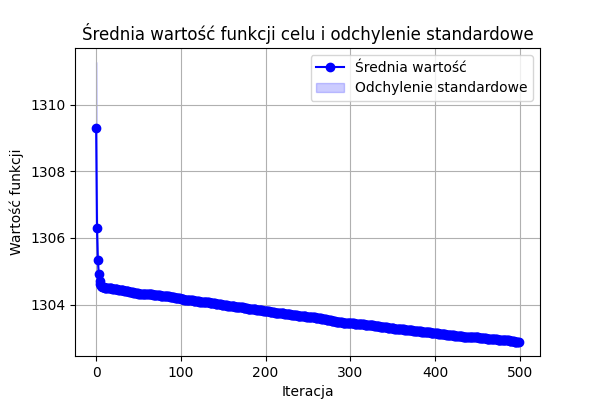 Średnia wartość funkcji celu i odchylenie standardowe
Średnia wartość
Odchylenie standardowe
Wartość funkcji
1310
1308
1306
1304
0 100 200 300 400 500
Iteracja